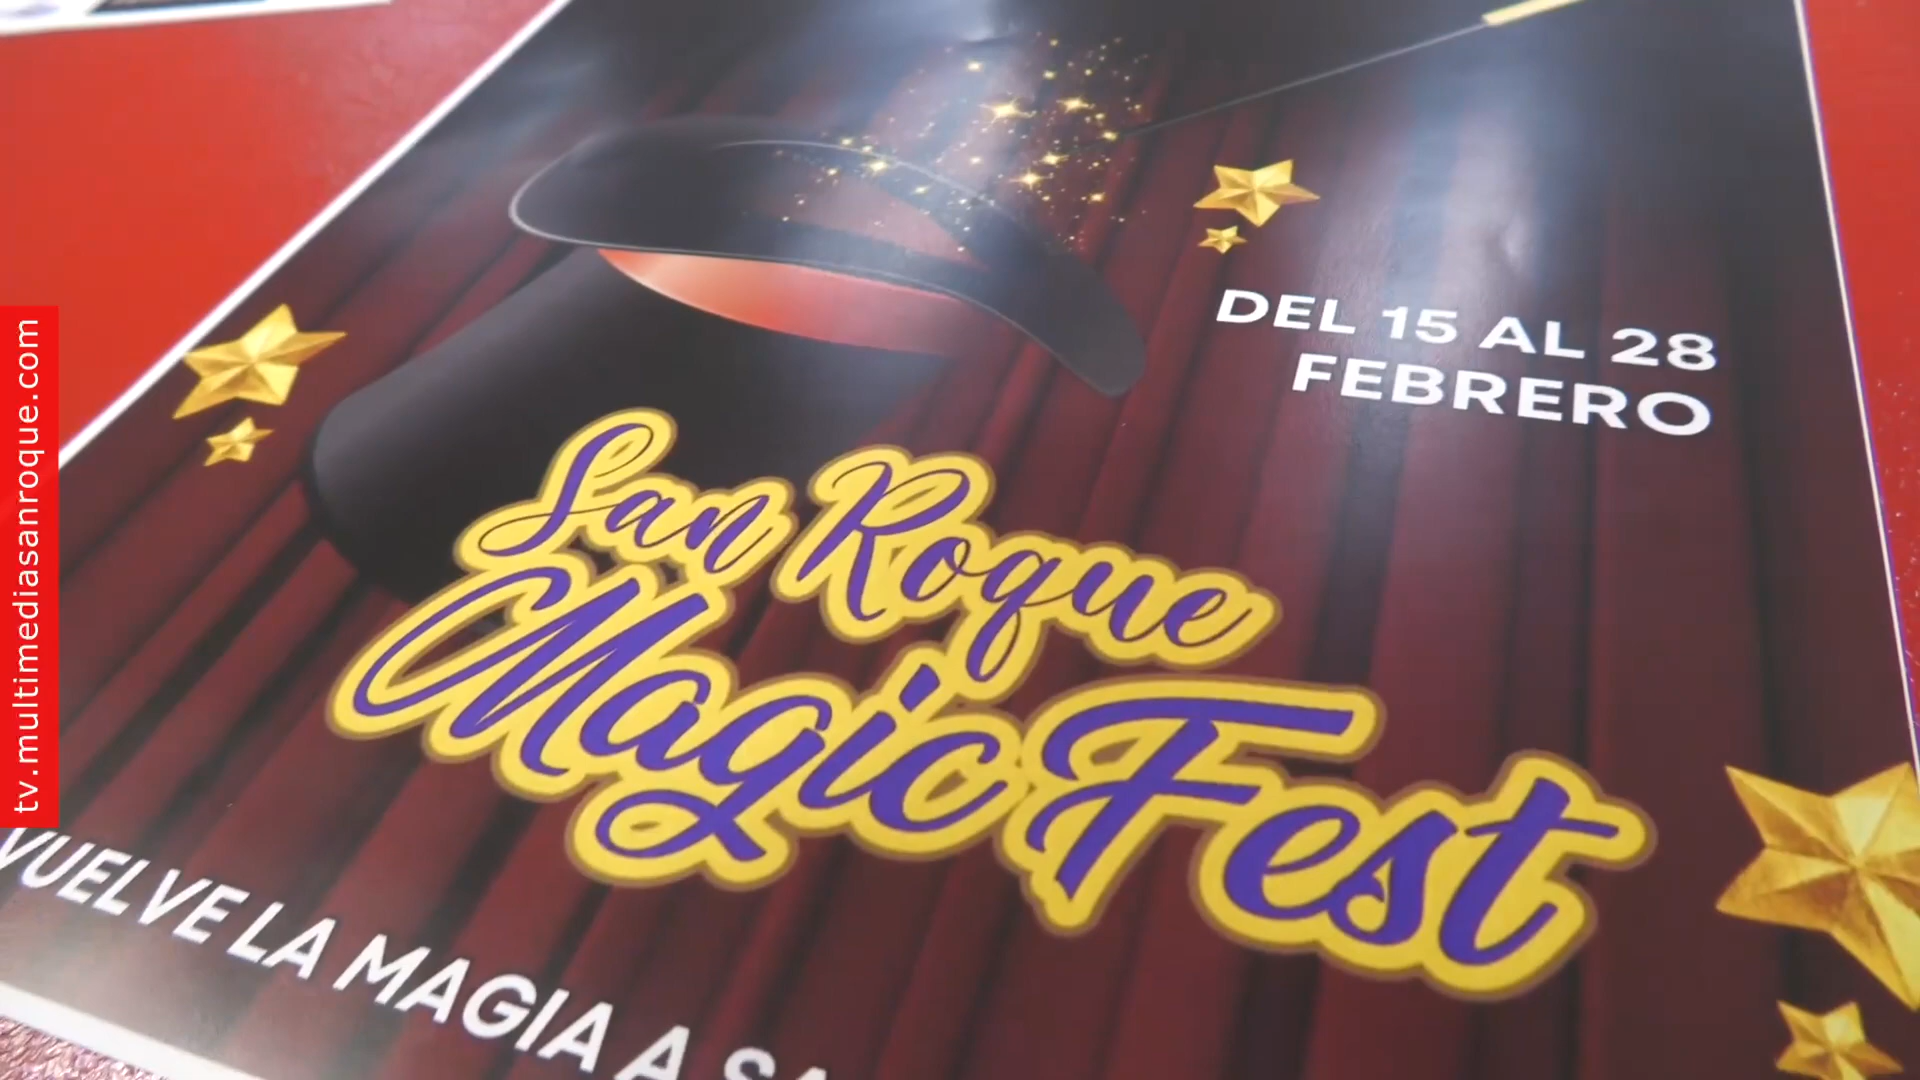 DEL 15 AL 28
FEBRERO
San Roque
Magic Fest
VUELVE LA MAGIA A
tv.multimediasanroque.com